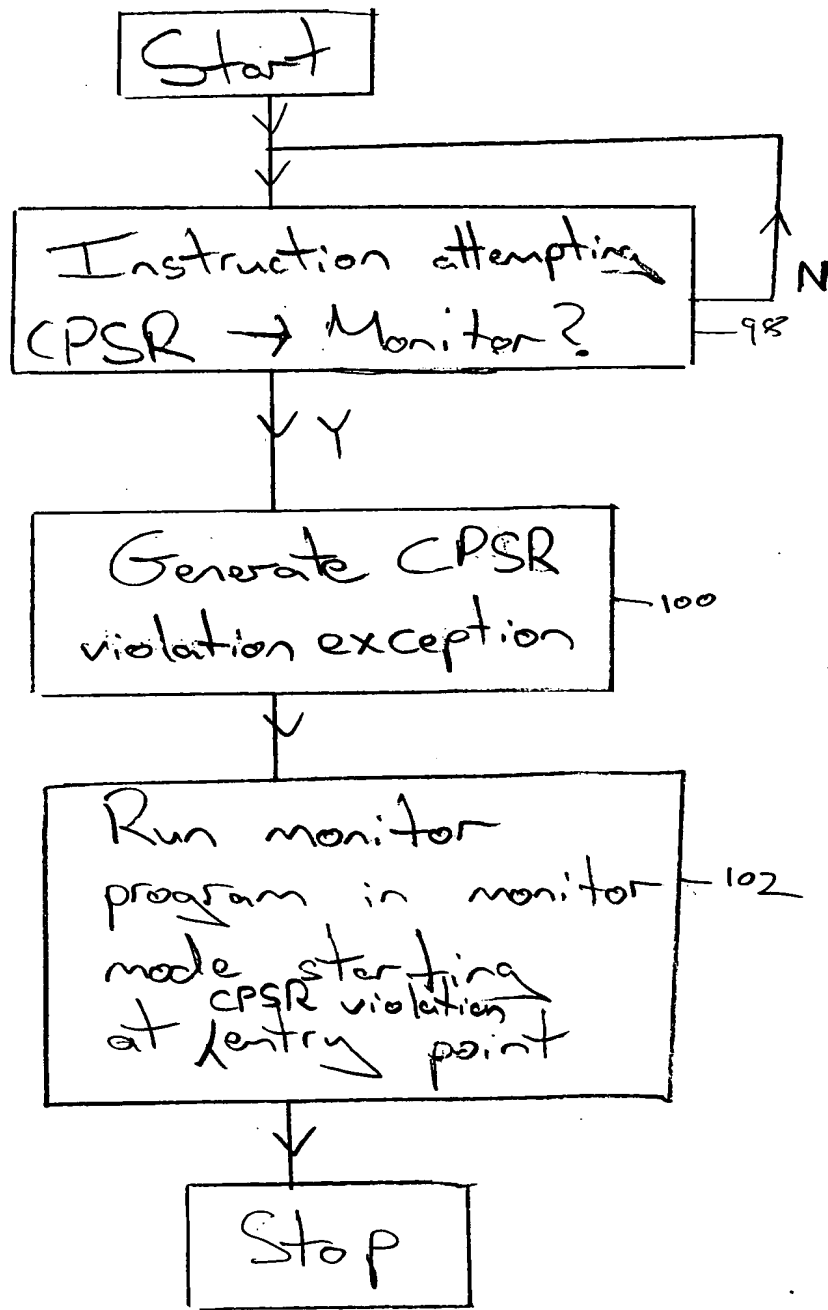 Start
Instruction attempting
CPSR → Monitor?
N
98
Y
Generate CPSR
violation exception
100
Run monitor
program in monitor
102
mode starting
CPSR violation
at entry point
Stop